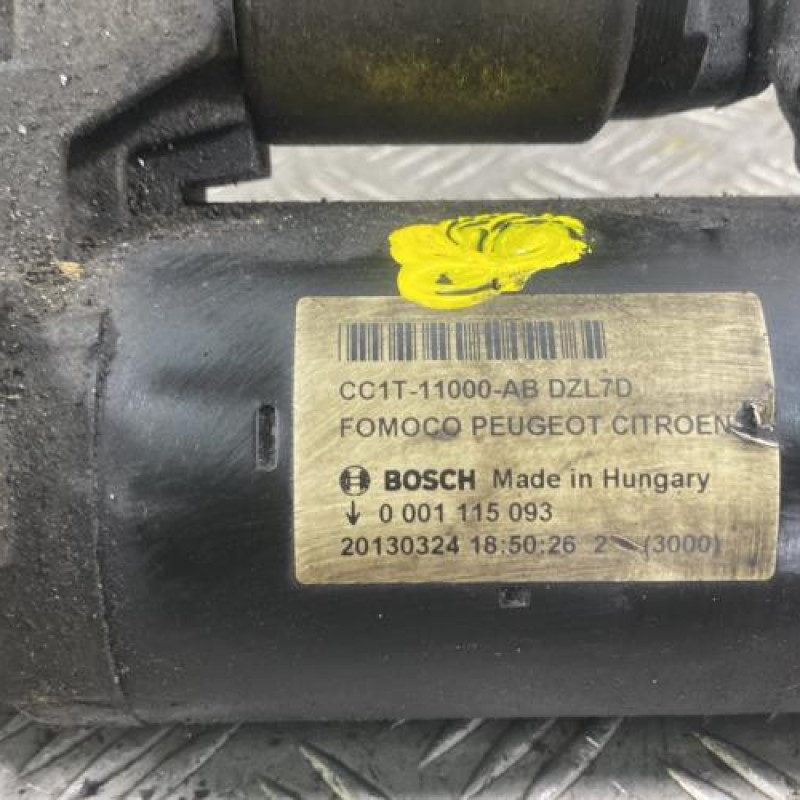 CC1T-11000-AB DZL7D
FOMOCO PEUGEOT CITROEN
BOSCH Made in Hungary
↓ 0 001 115 093
20130324 18:50:26 2 (3000)